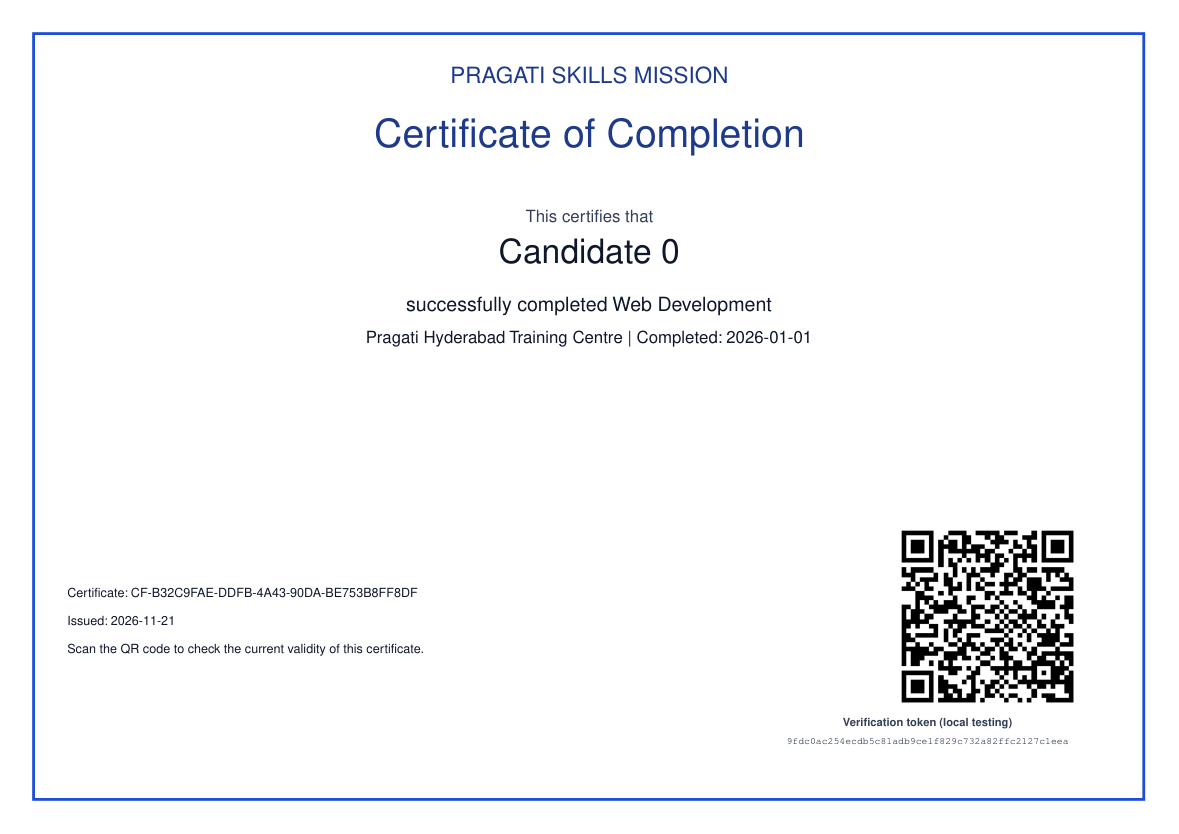 PRAGATI SKILLS MISSION
Certificate of Completion
This certifies that
Candidate 0
successfully completed Web Development
Pragati Hyderabad Training Centre | Completed: 2026-01-01
Certificate: CF-B32C9FAE-DDFB-4A43-90DA-BE753B8FF8DF
Issued: 2026-11-21
Scan the QR code to check the current validity of this certificate.
Verification token (local testing)
9fdc0ac254ecdb5c81adb9ce1f829c732a82ffc2127c1eea